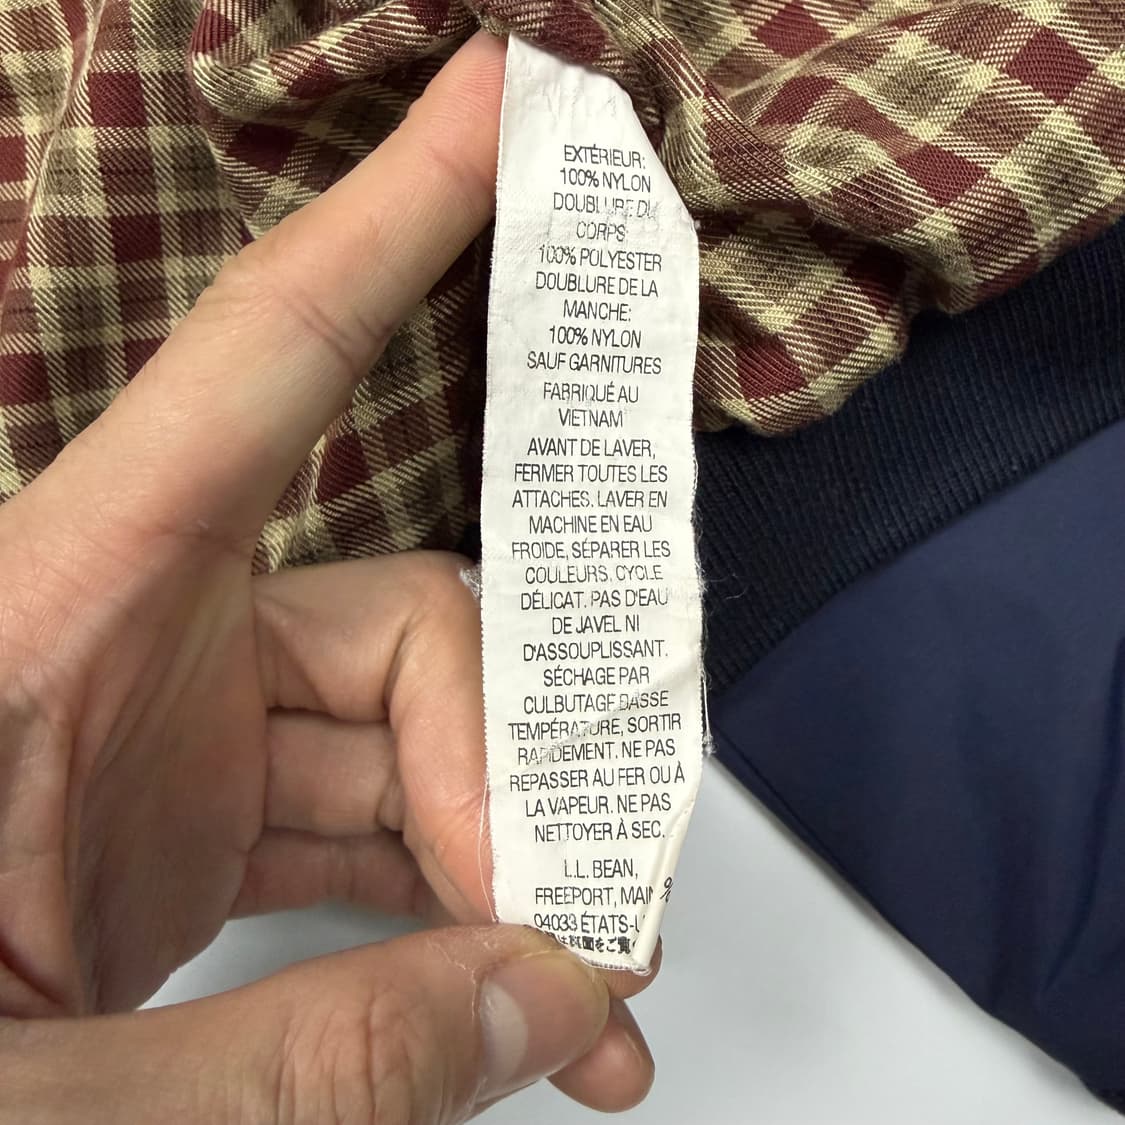 EXTÉRIEUR:
100% NYLON
DOUBLURE DU
CORPS:
100% POLYESTER
DOUBLURE DE LA
MANCHE:
100% NYLON
SAUF GARNITURES
FABRIQUÉ AU
VIETNAM
AVANT DE LAVER,
FERMER TOUTES LES
ATTACHES. LAVER EN
MACHINE EN EAU
FROIDE, SÉPARER LES
COULEURS, CYCLE
DÉLICAT. PAS D'EAU
DE JAVEL NI
D'ASSOUPLISSANT.
SÉCHAGE PAR
CULBUTAGE BASSE
TEMPÉRATURE, SORTIR
RAPIDEMENT. NE PAS
REPASSER AU FER OU À
LA VAPEUR. NE PAS
NETTOYER À SEC.
L.L. BEAN,
FREEPORT, MAIN
04033 ÉTATS-U
をご覧
%